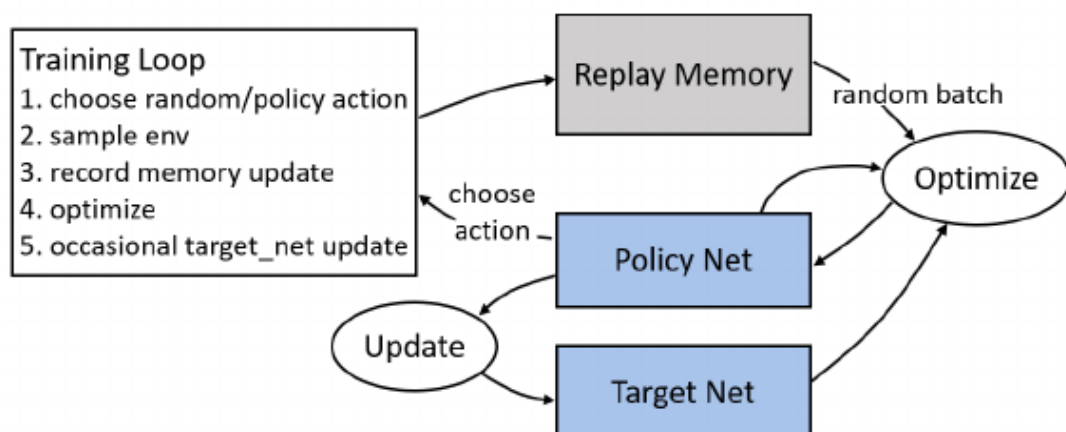 Training Loop
1. choose random/policy action
2. sample env
3. record memory update
4. optimize
5. occasional target_net update
Replay Memory
random batch
Optimize
choose
action
Policy Net
Update
Target Net